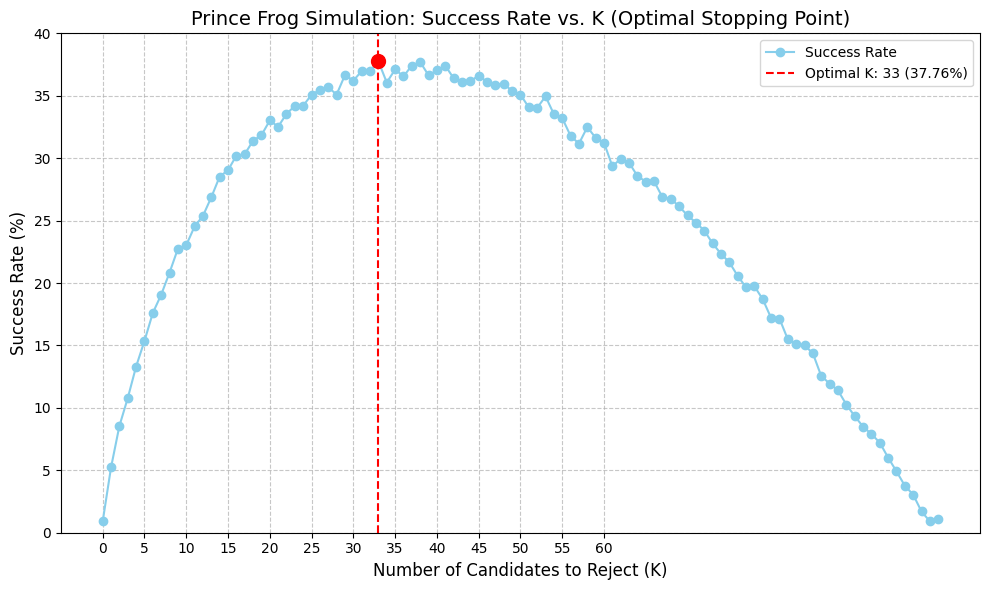 Prince Frog Simulation: Success Rate vs. K (Optimal Stopping Point)
Success Rate
Optimal K: 33 (37.76%)
Success Rate (%)
40
35
30
25
20
15
10
5
0
0 5 10 15 20 25 30 35 40 45 50 55 60
Number of Candidates to Reject (K)